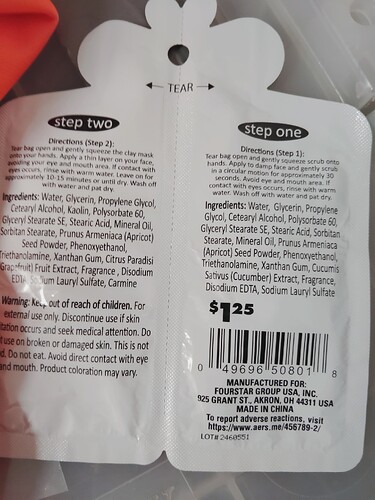 TEAR
step two
Directions (Step 2):
Tear bag open and gently squeeze the clay mask
onto your hands. Apply a thin layer on your face,
avoiding your eye and mouth area. If contact with
eyes occurs, rinse with warm water. Leave on for
approximately 10-15 minutes or until dry. Wash off
with water and pat dry.
Ingredients: Water, Glycerin, Propylene Glycol,
Cetearyl Alcohol, Kaolin, Polysorbate 60,
Glyceryl Stearate SE, Stearic Acid, Mineral Oil,
Sorbitan Stearate, Prunus Armeniaca (Apricot)
Seed Powder, Phenoxyethanol,
Triethanolamine, Xanthan Gum, Citrus Paradisi
(Grapefruit) Fruit Extract, Fragrance , Disodium
EDTA, Sodium Lauryl Sulfate, Carmine
Warning: Keep out of reach of children. For
external use only. Discontinue use if skin
tation occurs and seek medical attention. Do
use on broken or damaged skin. This is not
d. Do not eat. Avoid direct contact with eye
and mouth. Product coloration may vary.
step one
Directions (Step 1):
Tear bag open and gently squeeze scrub onto
hands. Apply to damp face and gently scrub
in a circular motion for approximately 30
seconds. Avoid eye and mouth area. If
contact with eyes occurs, rinse with warm
water. Wash off with warm water and pat dry.
Ingredients: Water, Glycerin, Propylene
Glycol, Cetearyl Alcohol, Polysorbate 60,
Glyceryl Stearate SE, Stearic Acid, Sorbitan
Stearate, Mineral Oil, Prunus Armeniaca
(Apricot) Seed Powder, Phenoxyethanol,
Triethanolamine, Xanthan Gum, Cucumis
Sativus (Cucumber) Extract, Fragrance,
Disodium EDTA, Sodium Lauryl Sulfate
$1.25
0 49696 50801 8
MANUFACTURED FOR:
FOURSTAR GROUP USA, INC.
925 GRANT ST., AKRON, OH 44311 USA
MADE IN CHINA
To report adverse reactions, visit
https://www.aers.me/456789-2/
LOT# 2460551